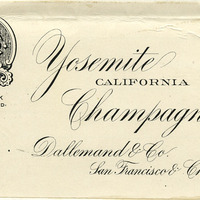 Yosemite
CALIFORNIA
Champagn
Dallemand & Co.
San Francisco & C